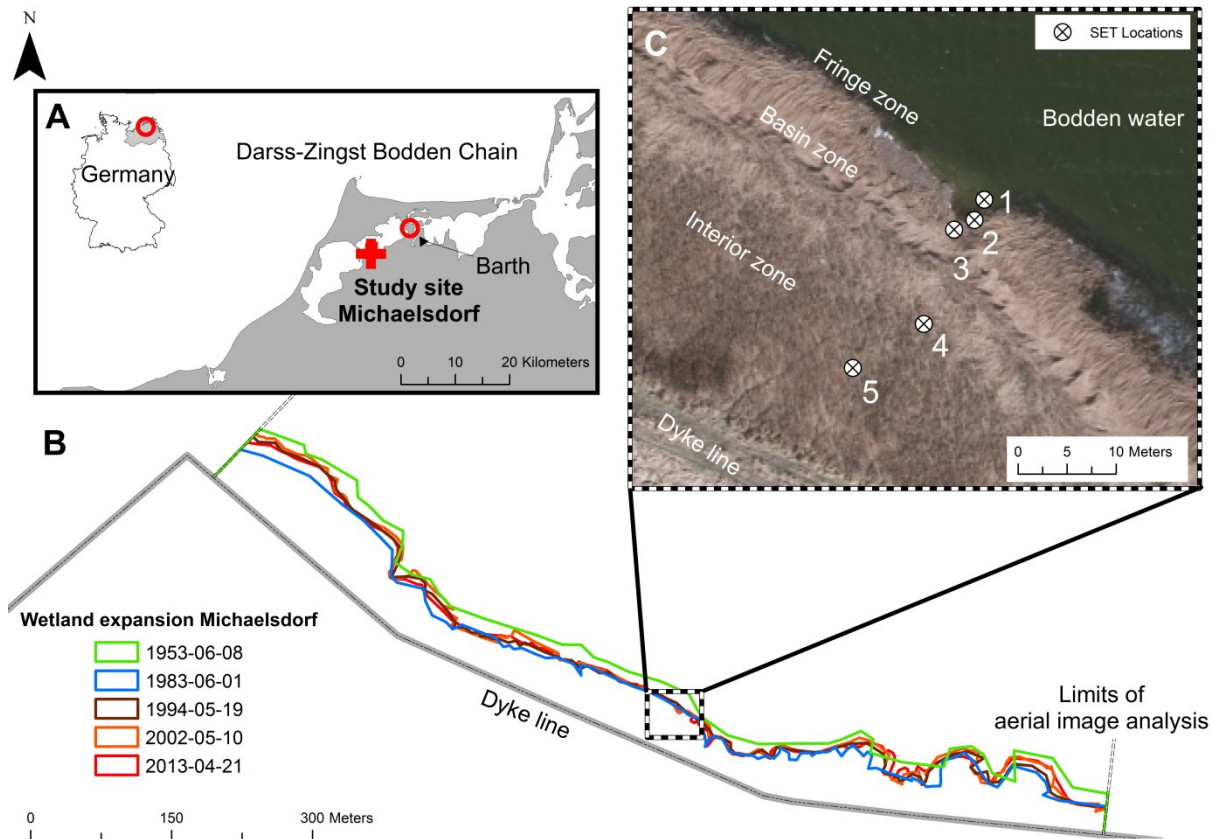 N
A
Germany
Darss-Zingst Bodden Chain
Barth
Study site
Michaelsdorf
0 10 20 Kilometers
C
SET Locations
Fringe zone
Bodden water
Basin zone
Interior zone
1
2
3
4
5
Dyke line
0 5 10 Meters
B
Wetland expansion Michaelsdorf
1953-06-08
1983-06-01
1994-05-19
2002-05-10
2013-04-21
Dyke line
Limits of
aerial image analysis
0 150 300 Meters